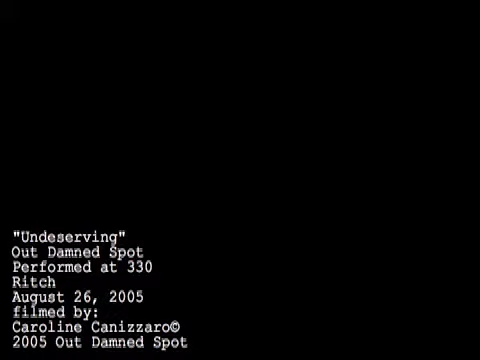 "Undeserving"
Out Damned Spot
Performed at 330
Ritch
August 26, 2005
filmed by:
Caroline Canizzaro©
2005 Out Damned Spot